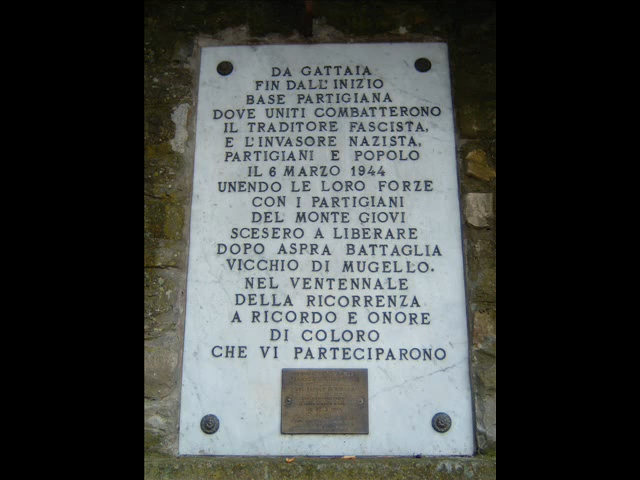 DA GATTAIA
FIN DALL'INIZIO
BASE PARTIGIANA
DOVE UNITI COMBATTERONO
IL TRADITORE FASCISTA,
E L'INVASORE NAZISTA,
PARTIGIANI E POPOLO
IL 6 MARZO 1944
UNENDO LE LORO FORZE
CON I PARTIGIANI
DEL MONTE GIOVI
SCESERO A LIBERARE
DOPO ASPRA BATTAGLIA
VICCHIO DI MUGELLO.
NEL VENTENNALE
DELLA RICORRENZA
A RICORDO E ONORE
DI COLORO
CHE VI PARTECIPARONO